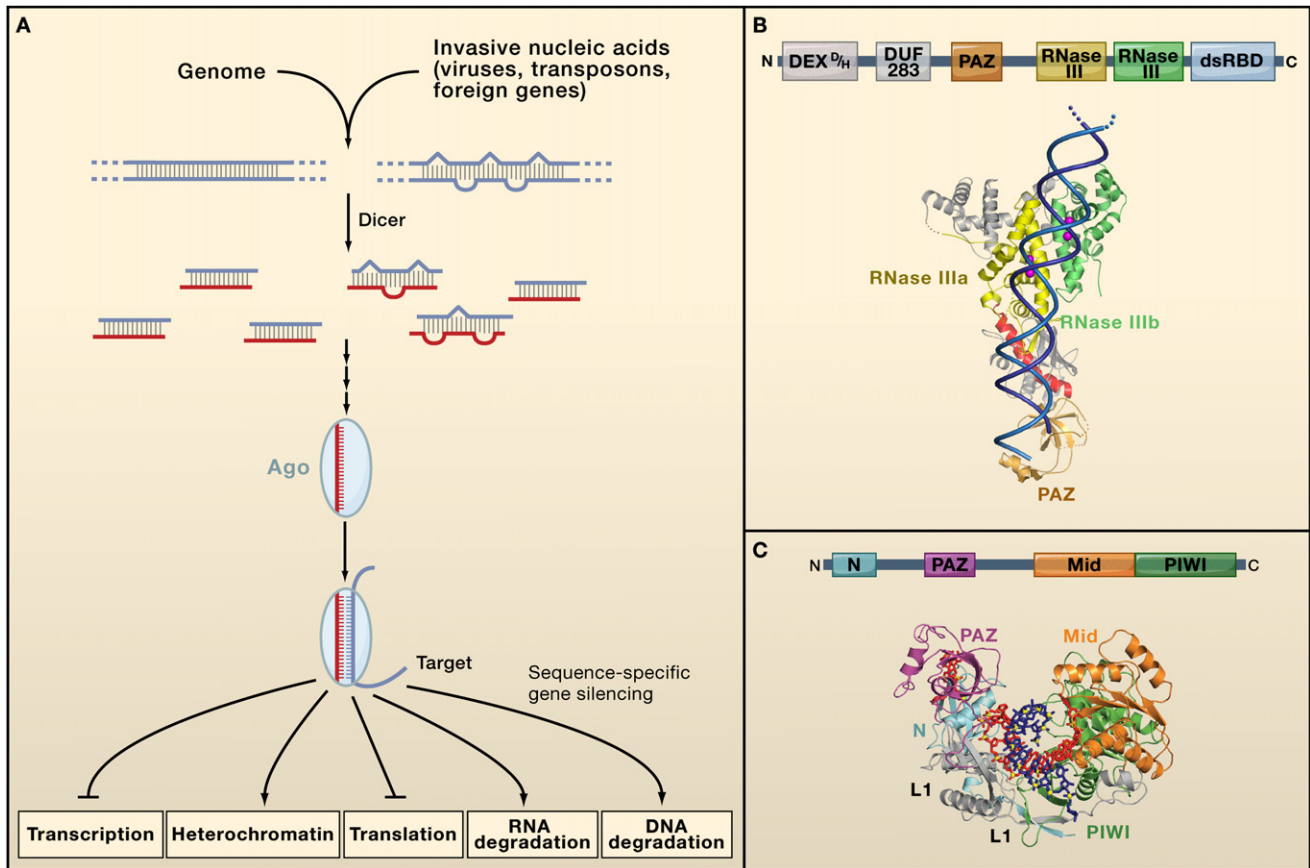 A
Genome
Invasive nucleic acids
(viruses, transposons,
foreign genes)
Dicer
Ago
Target
Sequence-specific
gene silencing
Transcription
Heterochromatin
Translation
RNA
degradation
DNA
degradation
B
N
DEX D/H
DUF
283
PAZ
RNase
III
RNase
III
dsRBD
C
RNase IIIa
RNase IIIb
PAZ
C
N
N
PAZ
Mid
PIWI
C
PAZ
Mid
N
L1
L1
PIWI